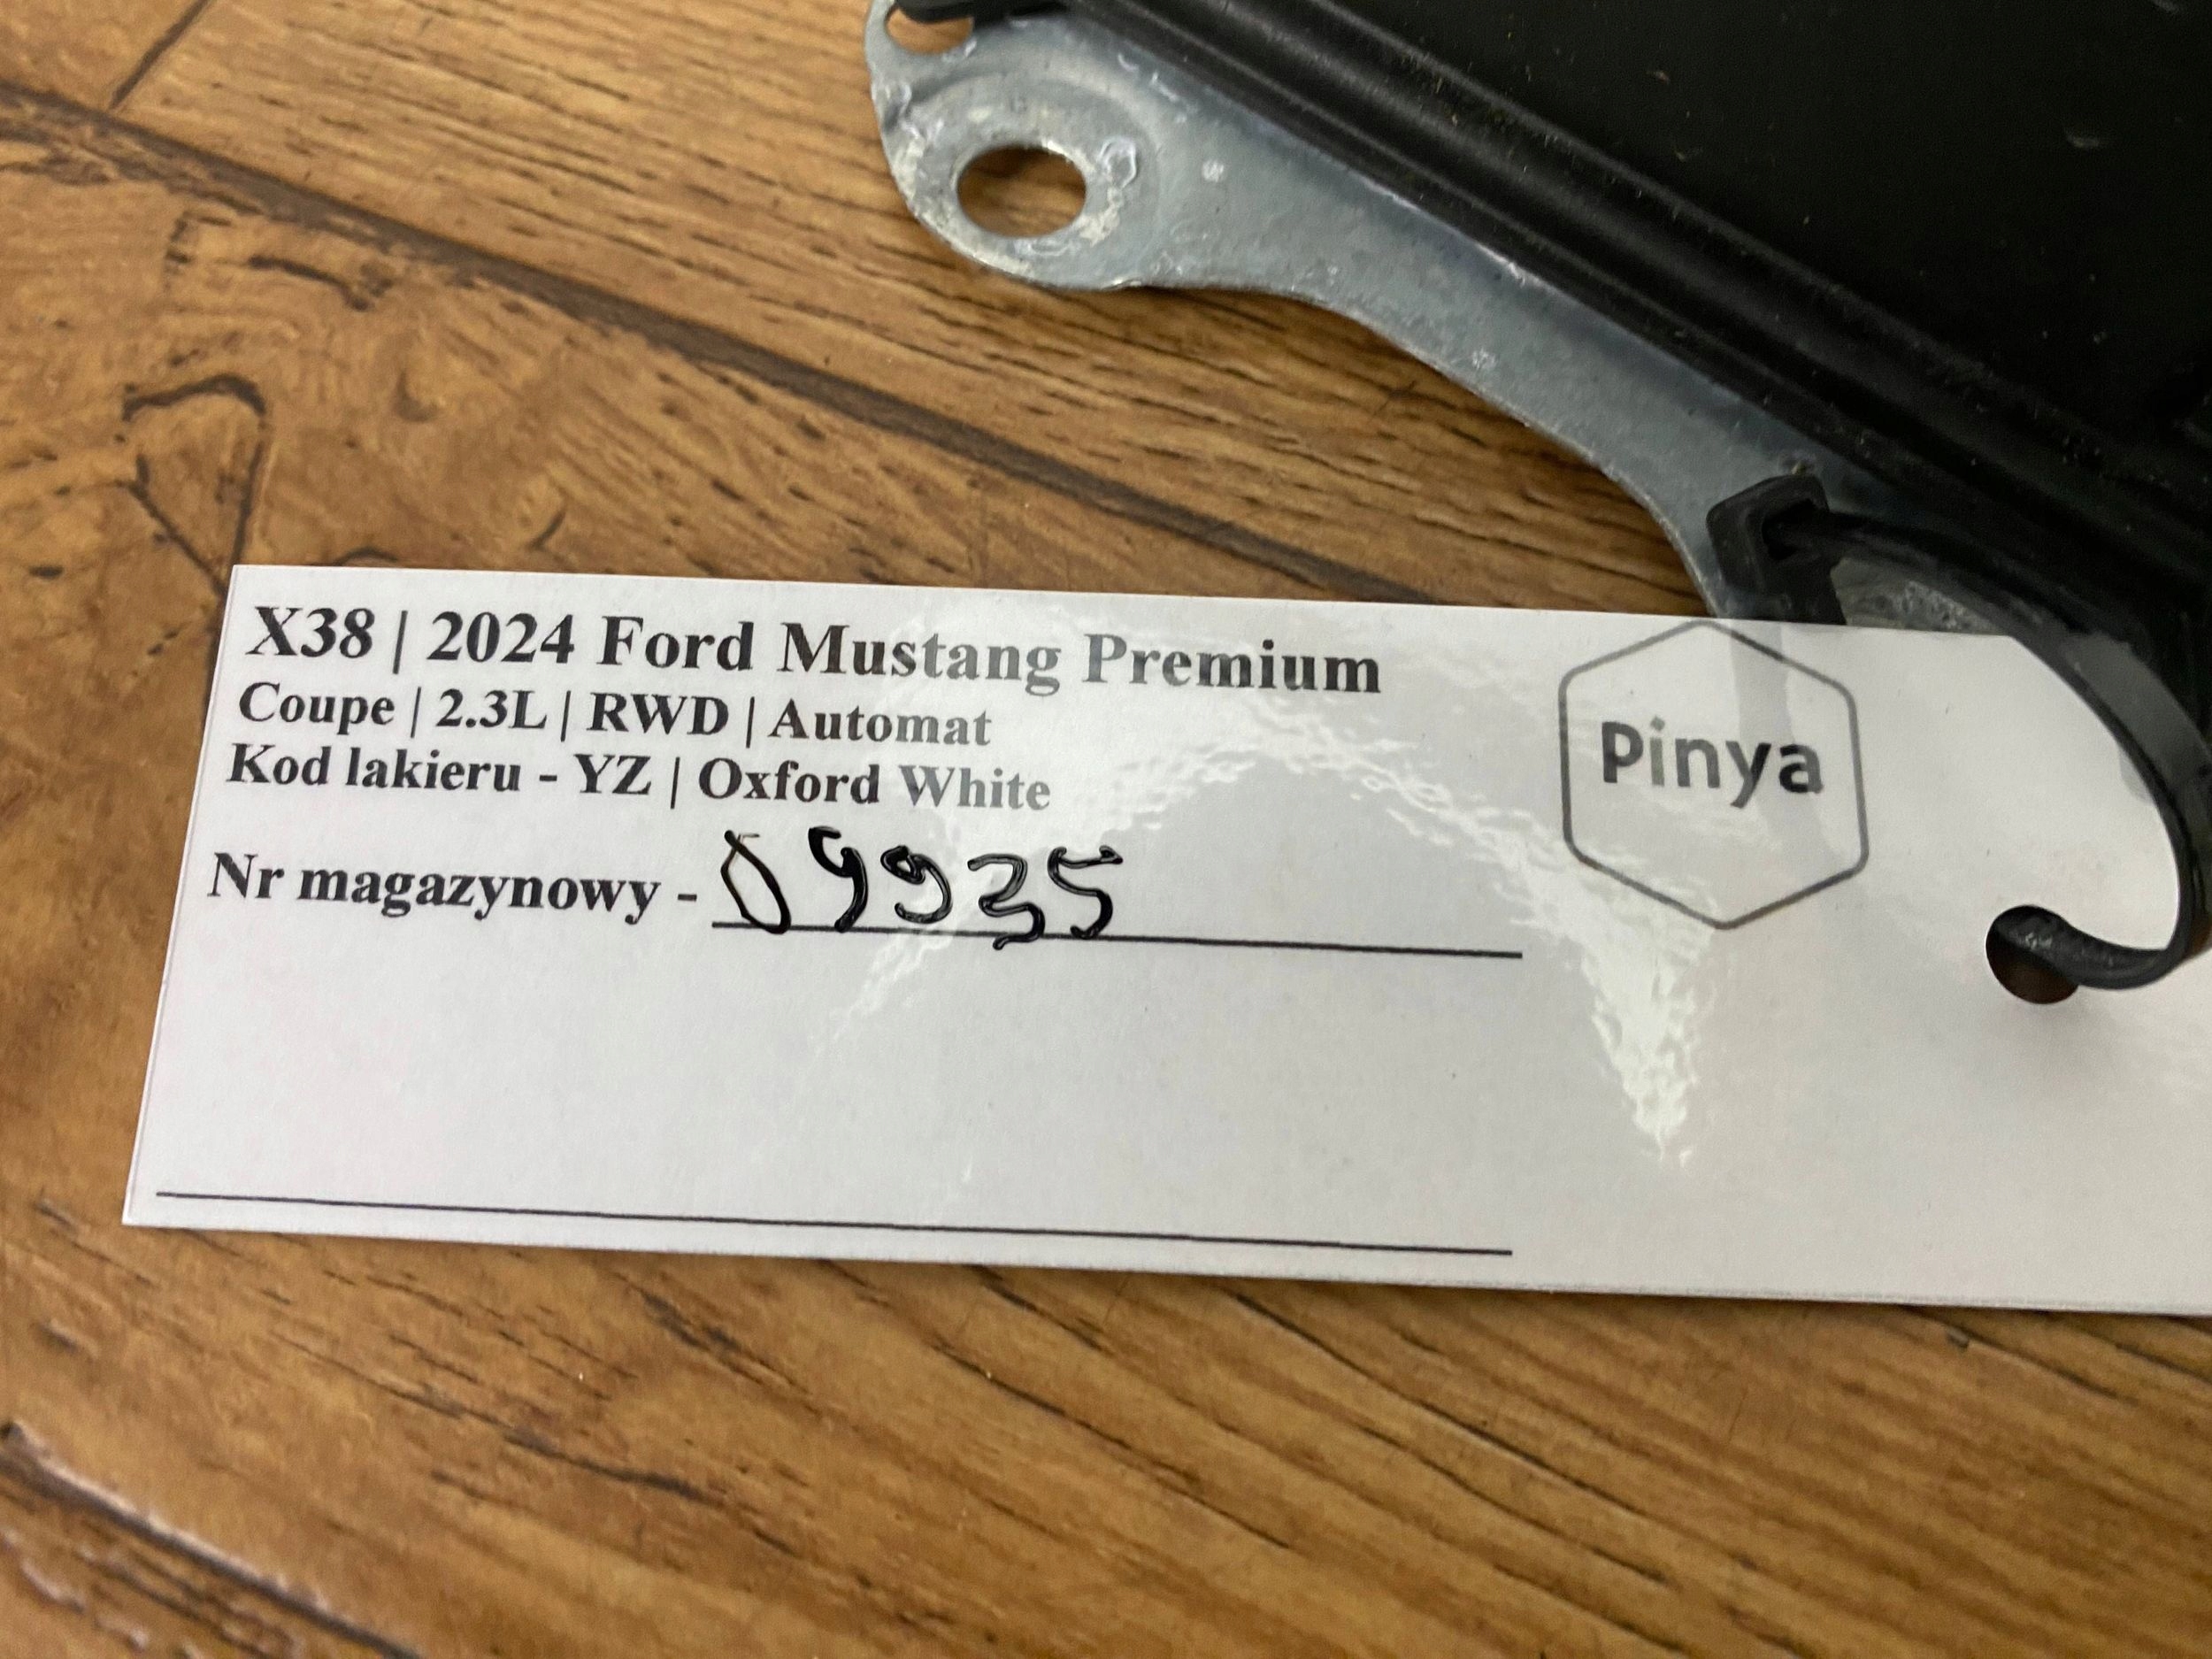 X38 | 2024 Ford Mustang Premium
Coupe | 2.3L | RWD | Automat
Kod lakieru - YZ | Oxford White
Nr magazynowy - 09935
Pinya